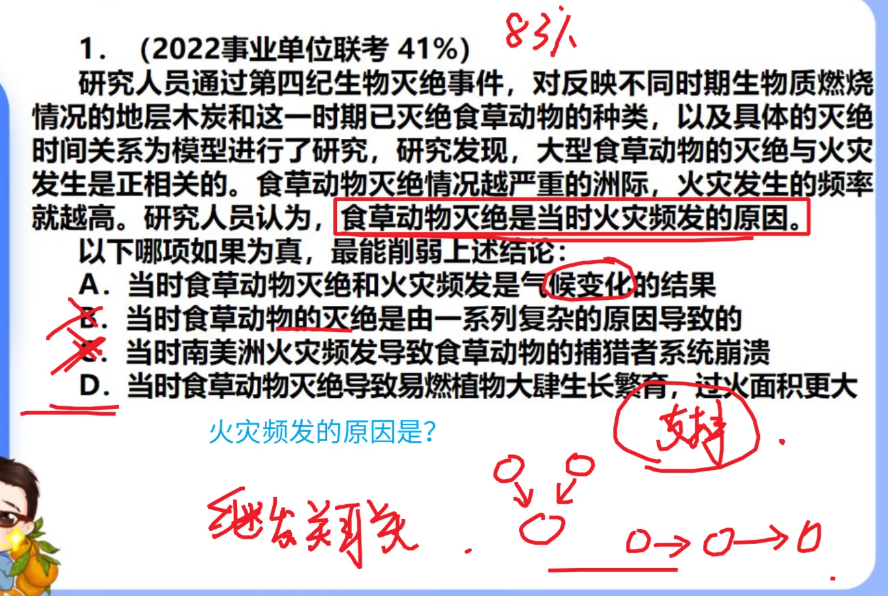 1. （2022事业单位联考 41%） 83%
研究人员通过第四纪生物灭绝事件，对反映不同时期生物质燃烧
情况的地层木炭和这一时期已灭绝食草动物的种类，以及具体的灭绝
时间关系为模型进行了研究，研究发现，大型食草动物的灭绝与火灾
发生是正相关的。食草动物灭绝情况越严重的洲际，火灾发生的频率
就越高。研究人员认为，食草动物灭绝是当时火灾频发的原因。
以下哪项如果为真，最能削弱上述结论：
A．当时食草动物灭绝和火灾频发是气候变化的结果
B．当时食草动物的灭绝是由一系列复杂的原因导致的
C．当时南美洲火灾频发导致食草动物的捕猎者系统崩溃
D．当时食草动物灭绝导致易燃植物大肆生长繁育，过火面积更大
火灾频发的原因是？
支持